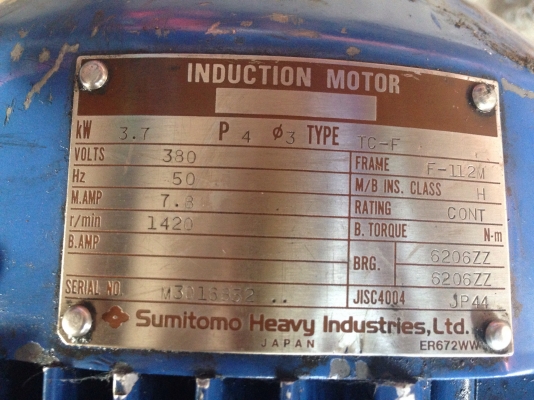 INDUCTION MOTOR
kW 3.7 P 4 ϕ 3 TYPE TC-F
VOLTS 380
FRAME F-112M
Hz 50
M/B INS. CLASS H
M.AMP 7.8
RATING CONT
r/min 1420
B. TORQUE N-m
B.AMP
BRG. 6206ZZ
6206ZZ
SERIAL NO.
JISC4004 JP44
Sumitomo Heavy Industries, Ltd.
JAPAN
ER672WW